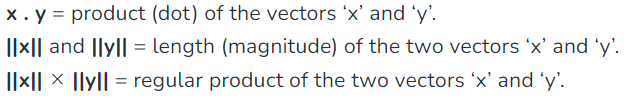 x . y = product (dot) of the vectors ‘x’ and ‘y’.
||x|| and ||y|| = length (magnitude) of the two vectors ‘x’ and ‘y’.
||x|| × ||y|| = regular product of the two vectors ‘x’ and ‘y’.